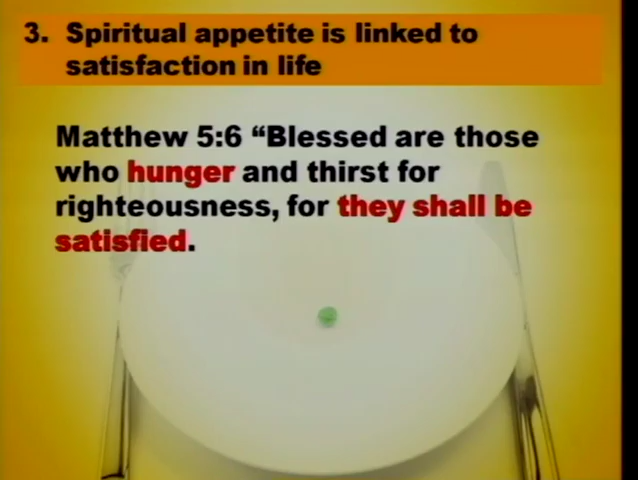 3. Spiritual appetite is linked to
satisfaction in life
Matthew 5:6 “Blessed are those
who hunger and thirst for
righteousness, for they shall be
satisfied.